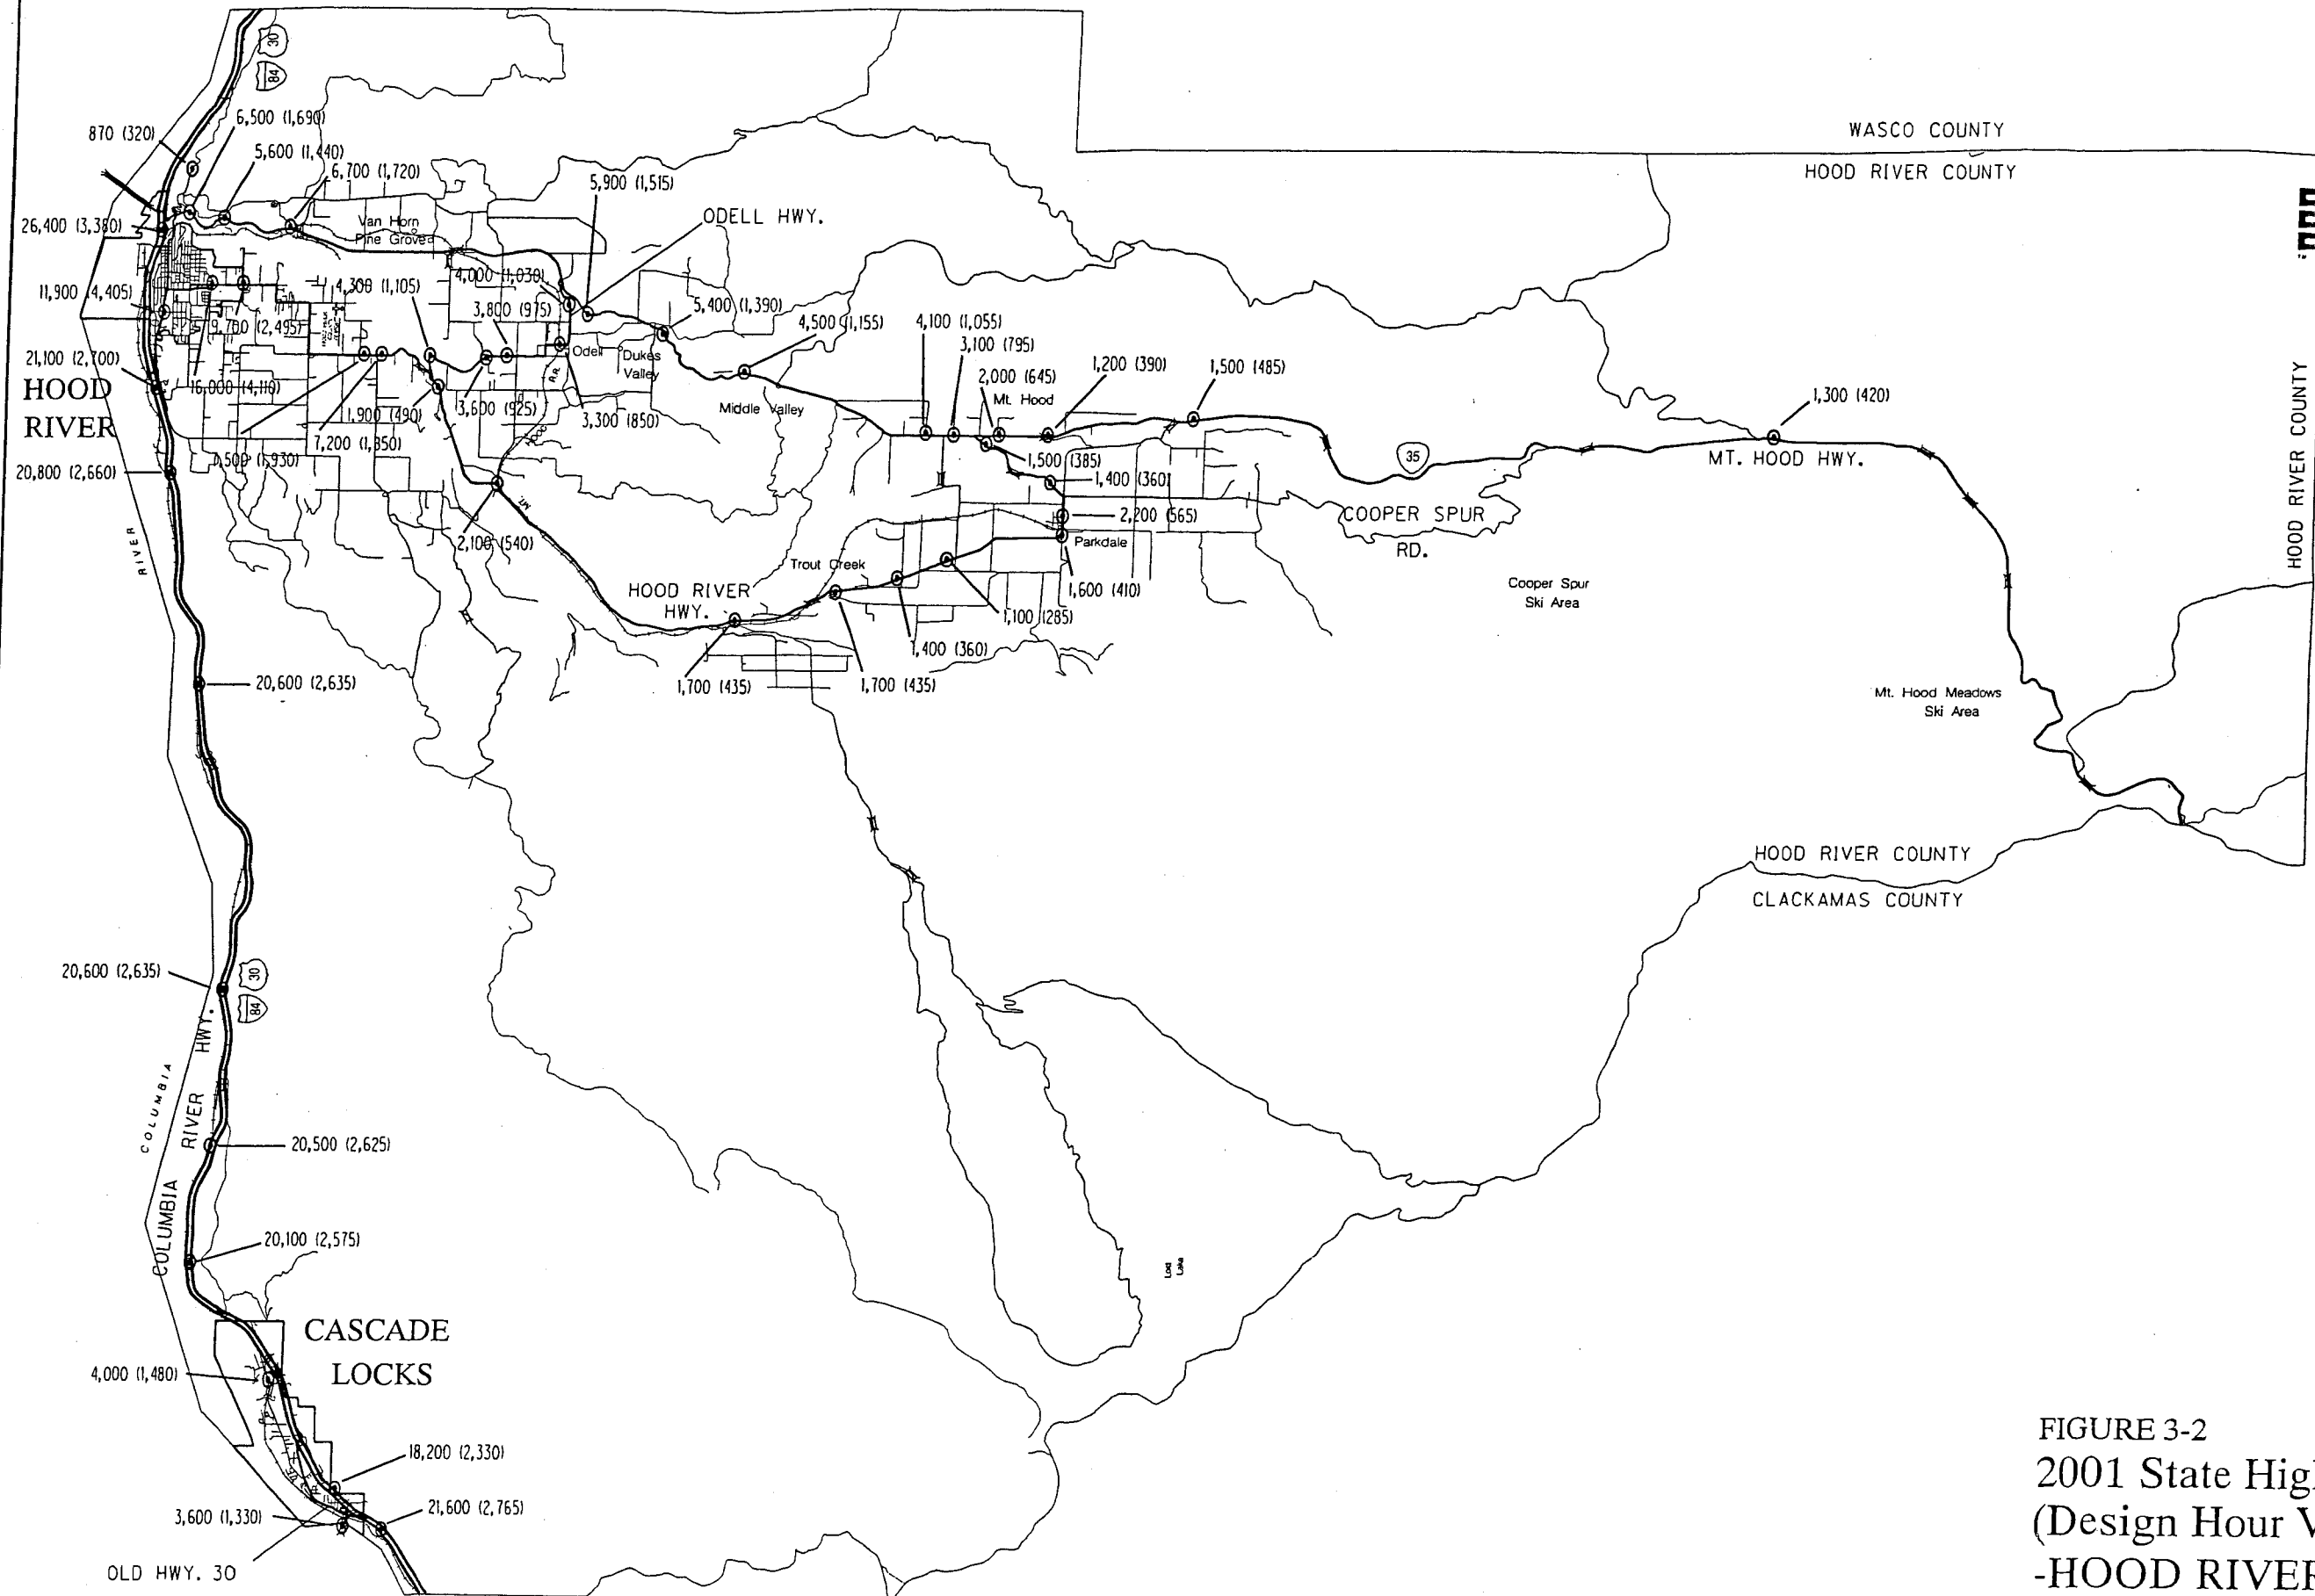 30
84
WASCO COUNTY
HOOD RIVER COUNTY
870 (320)
6,500 (1,690)
5,600 (1,440)
6,700 (1,720)
5,900 (1,515)
ODELL HWY.
26,400 (3,380)
Van Horn
Pine Grove
11,900 (4,405)
9,700 (2,495)
4,300 (1,105)
4,000 (1,030)
3,800 (975)
5,400 (1,390)
4,500 (1,155)
4,100 (1,055)
3,100 (795)
2,000 (645)
Mt. Hood
1,200 (390)
1,500 (485)
1,300 (420)
21,100 (2,700)
HOOD
RIVER
16,000 (4,110)
1,900 (490)
7,200 (1,850)
3,600 (925)
Odell
Dukes
Valley
R.R.
HOOD
MT.
3,300 (850)
Middle Valley
20,800 (2,660)
1,500 (385)
1,400 (360)
2,200 (565)
Parkdale
35
MT. HOOD HWY.
COOPER SPUR
RD.
HOOD RIVER COUNTY
RIVER
2,100 (540)
Trout Creek
HOOD RIVER
HWY.
1,600 (410)
1,100 (285)
1,400 (360)
1,700 (435)
1,700 (435)
Cooper Spur
Ski Area
Mt. Hood Meadows
Ski Area
20,600 (2,635)
HOOD RIVER COUNTY
CLACKAMAS COUNTY
20,600 (2,635)
30
84
COLUMBIA
COLUMBIA RIVER HWY.
20,500 (2,625)
20,100 (2,575)
Lost
Lake
CASCADE
LOCKS
4,000 (1,480)
18,200 (2,330)
21,600 (2,765)
3,600 (1,330)
OLD HWY. 30
FIGURE 3-2
2001 State Hig
(Design Hour V
-HOOD RIVER